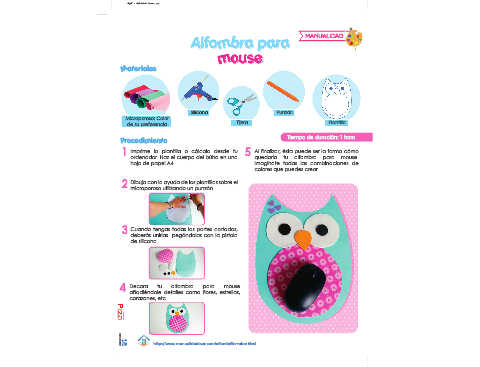 MANUALIDAD
Alfombra para
mouse
Materiales
Microporoso Color
de tu preferencia
Silicona
Tijera
Punzón
Plantilla
Procedimiento
Tiempo de duración: 1 hora
1 Imprime la plantilla o cálcalo desde tu
ordenador. Haz el cuerpo del búho en una
hoja de papel A4
2 Dibuja con la ayuda de las plantillas sobre el
microporoso utilizando un punzón
3 Cuando tengas todas las partes cortadas,
deberás unirlas pegándolas con la pistola
de silicona
4 Decora tu alfombra para mouse
añadiéndole detalles como flores, estrellas,
corazones, etc.
5 Al finalizar, ésta puede ser la forma cómo
quedaría tu alfombra para mouse.
Imagínate todas las combinaciones de
colores que puedes crear